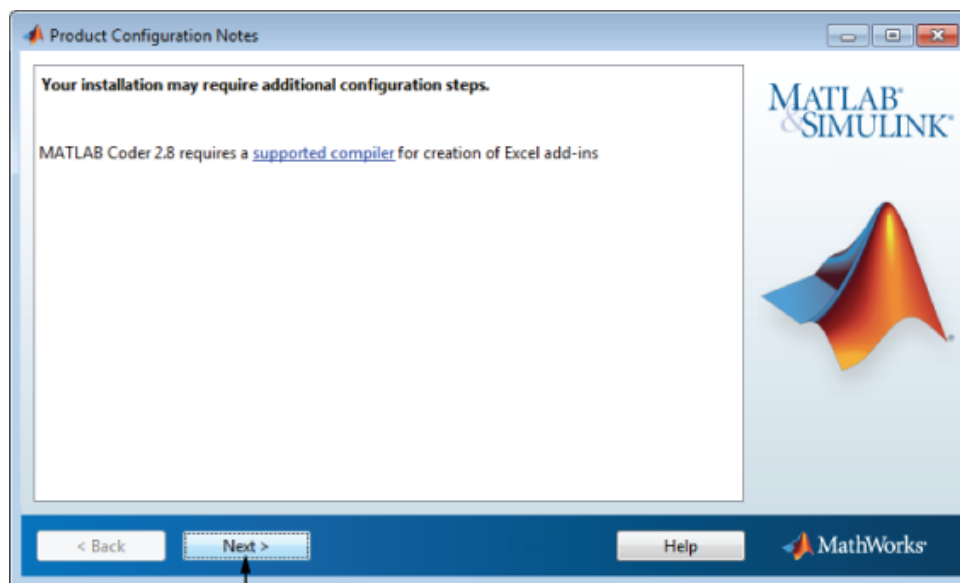 Product Configuration Notes
Your installation may require additional configuration steps.
MATLAB Coder 2.8 requires a supported compiler for creation of Excel add-ins
MATLAB®
&SIMULINK®
®
< Back
Next >
Help
MathWorks®